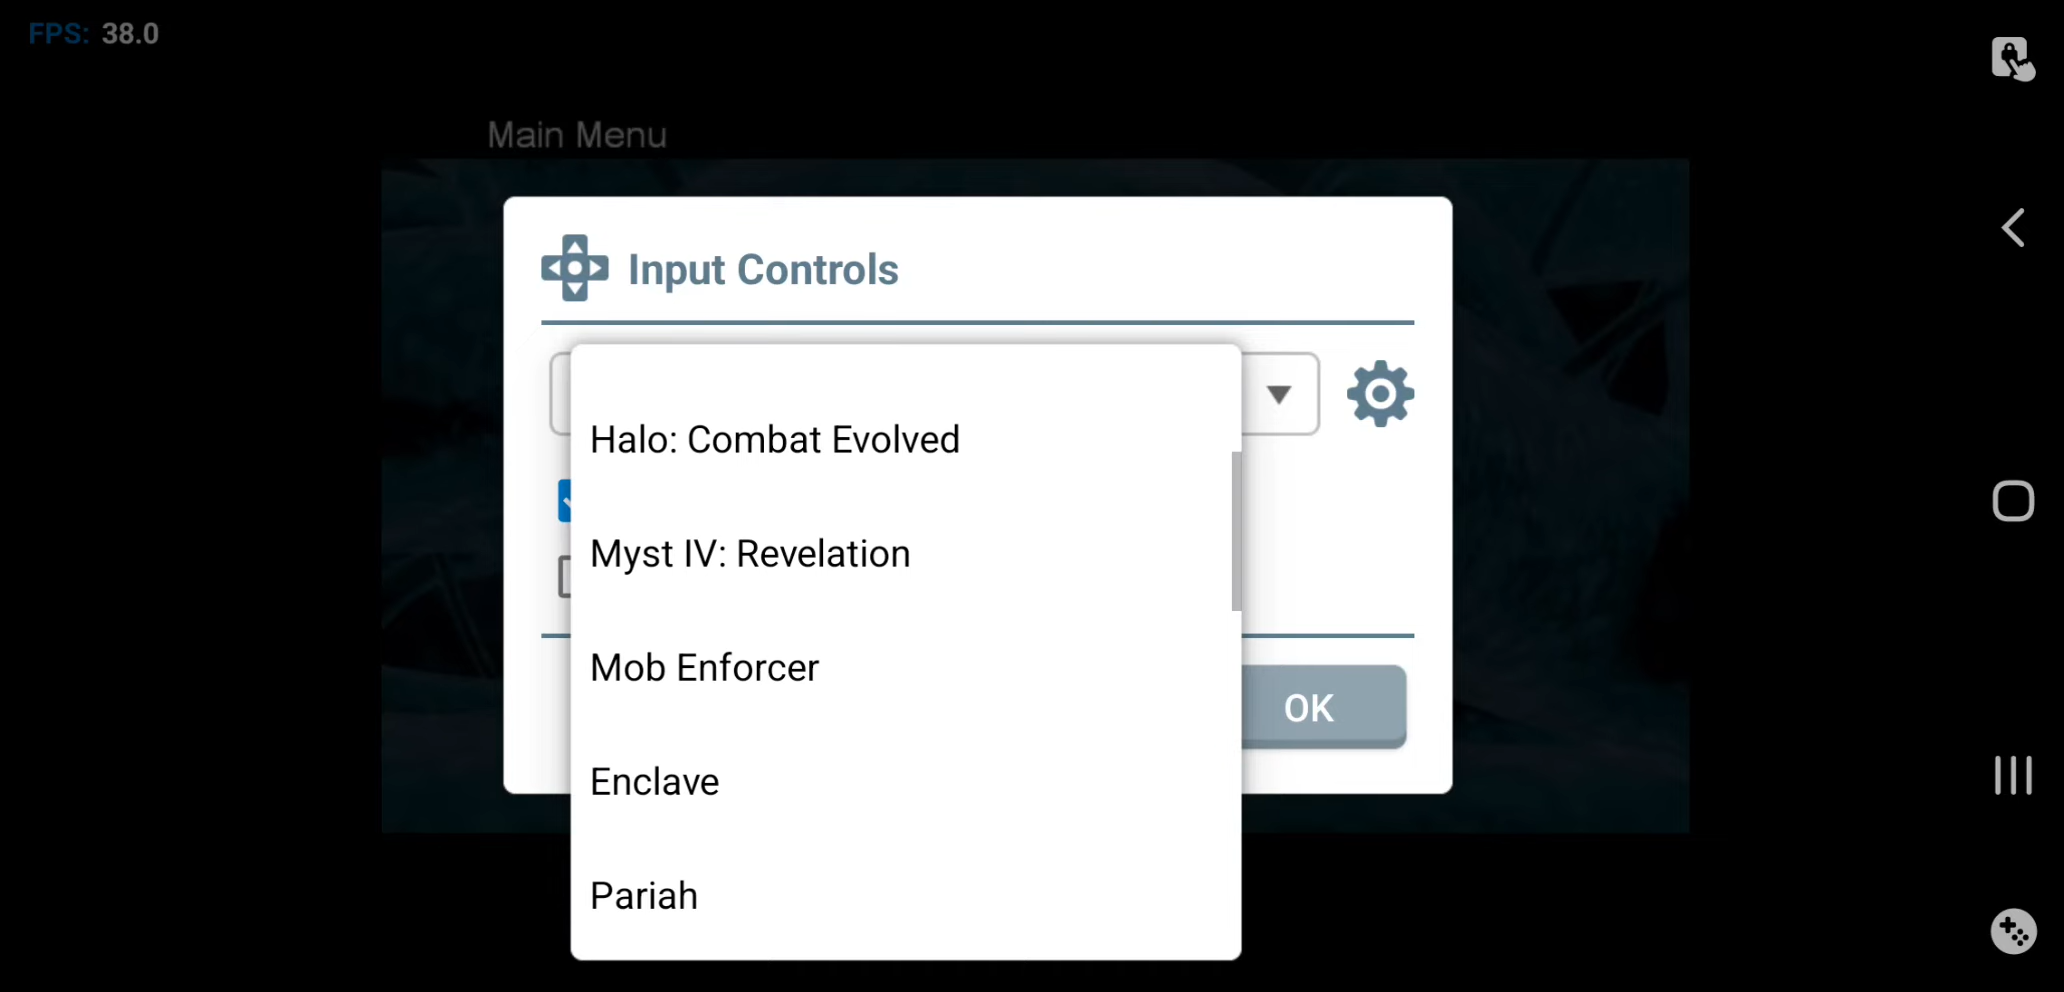 FPS: 38.0
Main Menu
Input Controls
Halo: Combat Evolved
Myst IV: Revelation
Mob Enforcer
OK
Enclave
Pariah